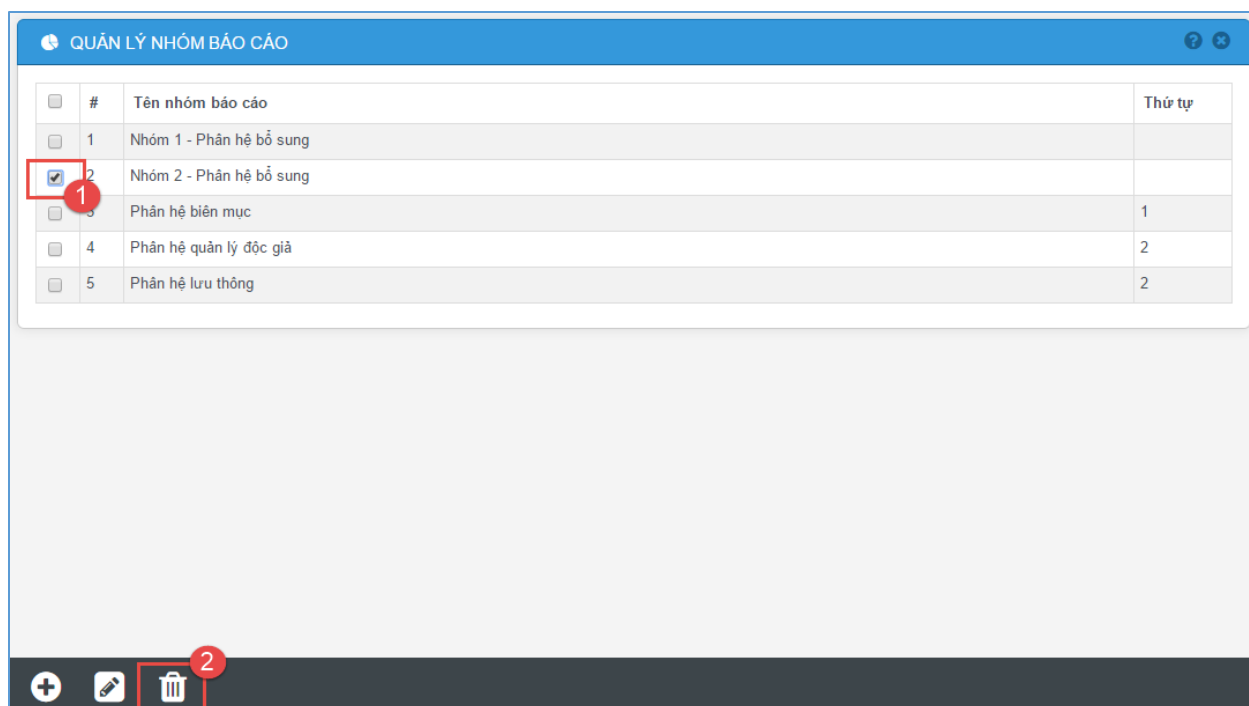 QUẢN LÝ NHÓM BÁO CÁO
# Tên nhóm báo cáo Thứ tự
1 Nhóm 1 - Phân hệ bổ sung
2 Nhóm 2 - Phân hệ bổ sung
1
3 Phân hệ biên mục 1
4 Phân hệ quản lý độc giả 2
5 Phân hệ lưu thông 2
2